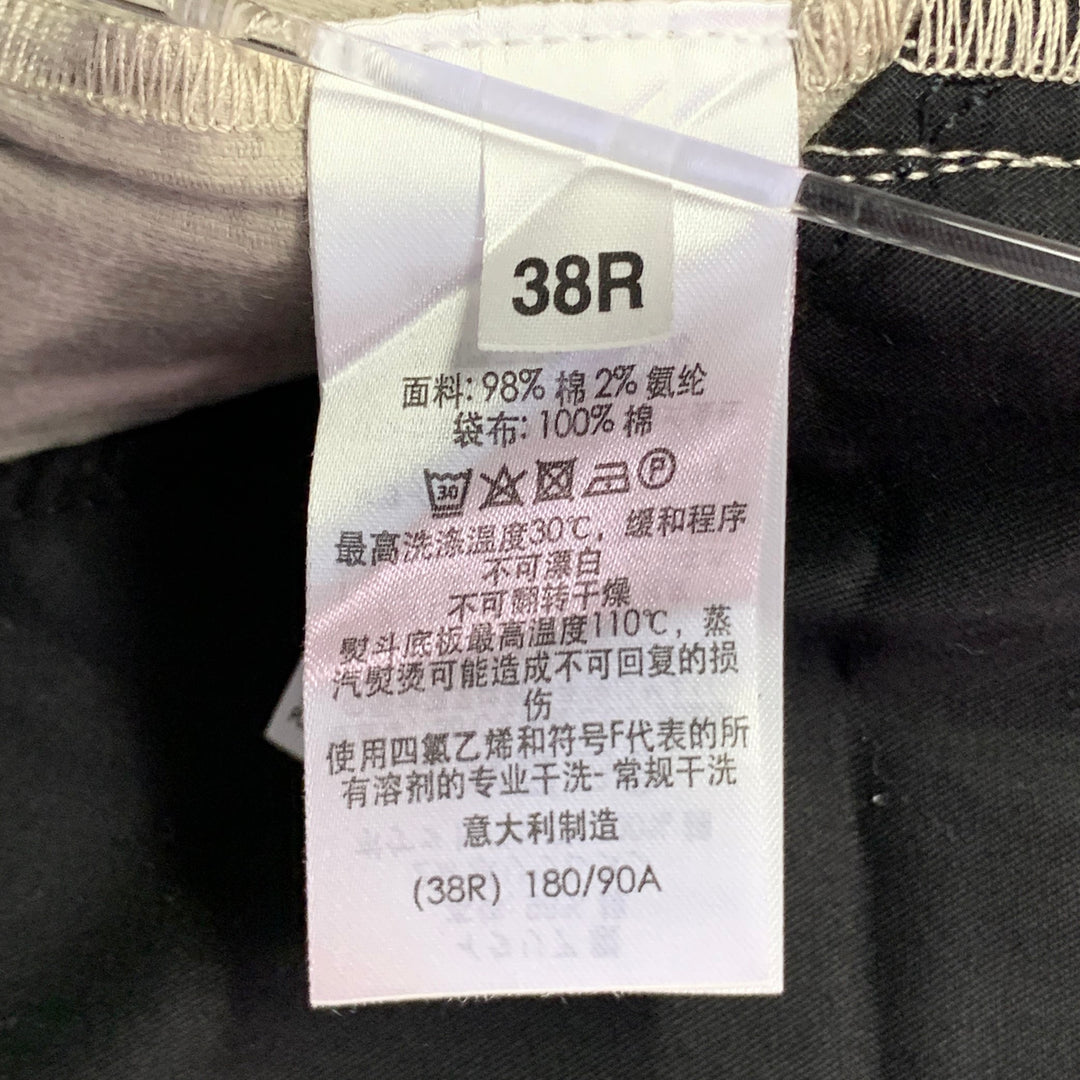 38R
面料: 98% 棉 2% 氨纶
袋布: 100% 棉
30 P
最高洗涤温度30℃，缓和程序
不可漂白
不可翻转干燥
熨斗底板最高温度110℃，蒸
汽熨烫可能造成不可回复的损
伤
使用四氯乙烯和符号F代表的所
有溶剂的专业干洗- 常规干洗
意大利制造
(38R) 180/90A